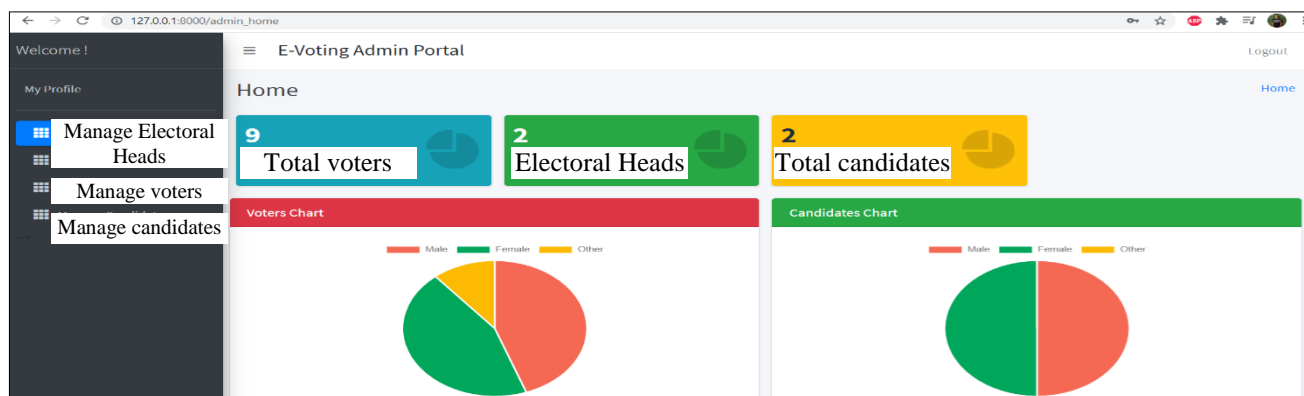 127.0.0.1:8000/admin_home
ABP
Welcome !
E-Voting Admin Portal
Logout
My Profile
Home
Home
Manage Electoral
Heads
Manage voters
Manage candidates
9
Total voters
2
Electoral Heads
2
Total candidates
Voters Chart
Candidates Chart
Male Female Other
Male Female Other